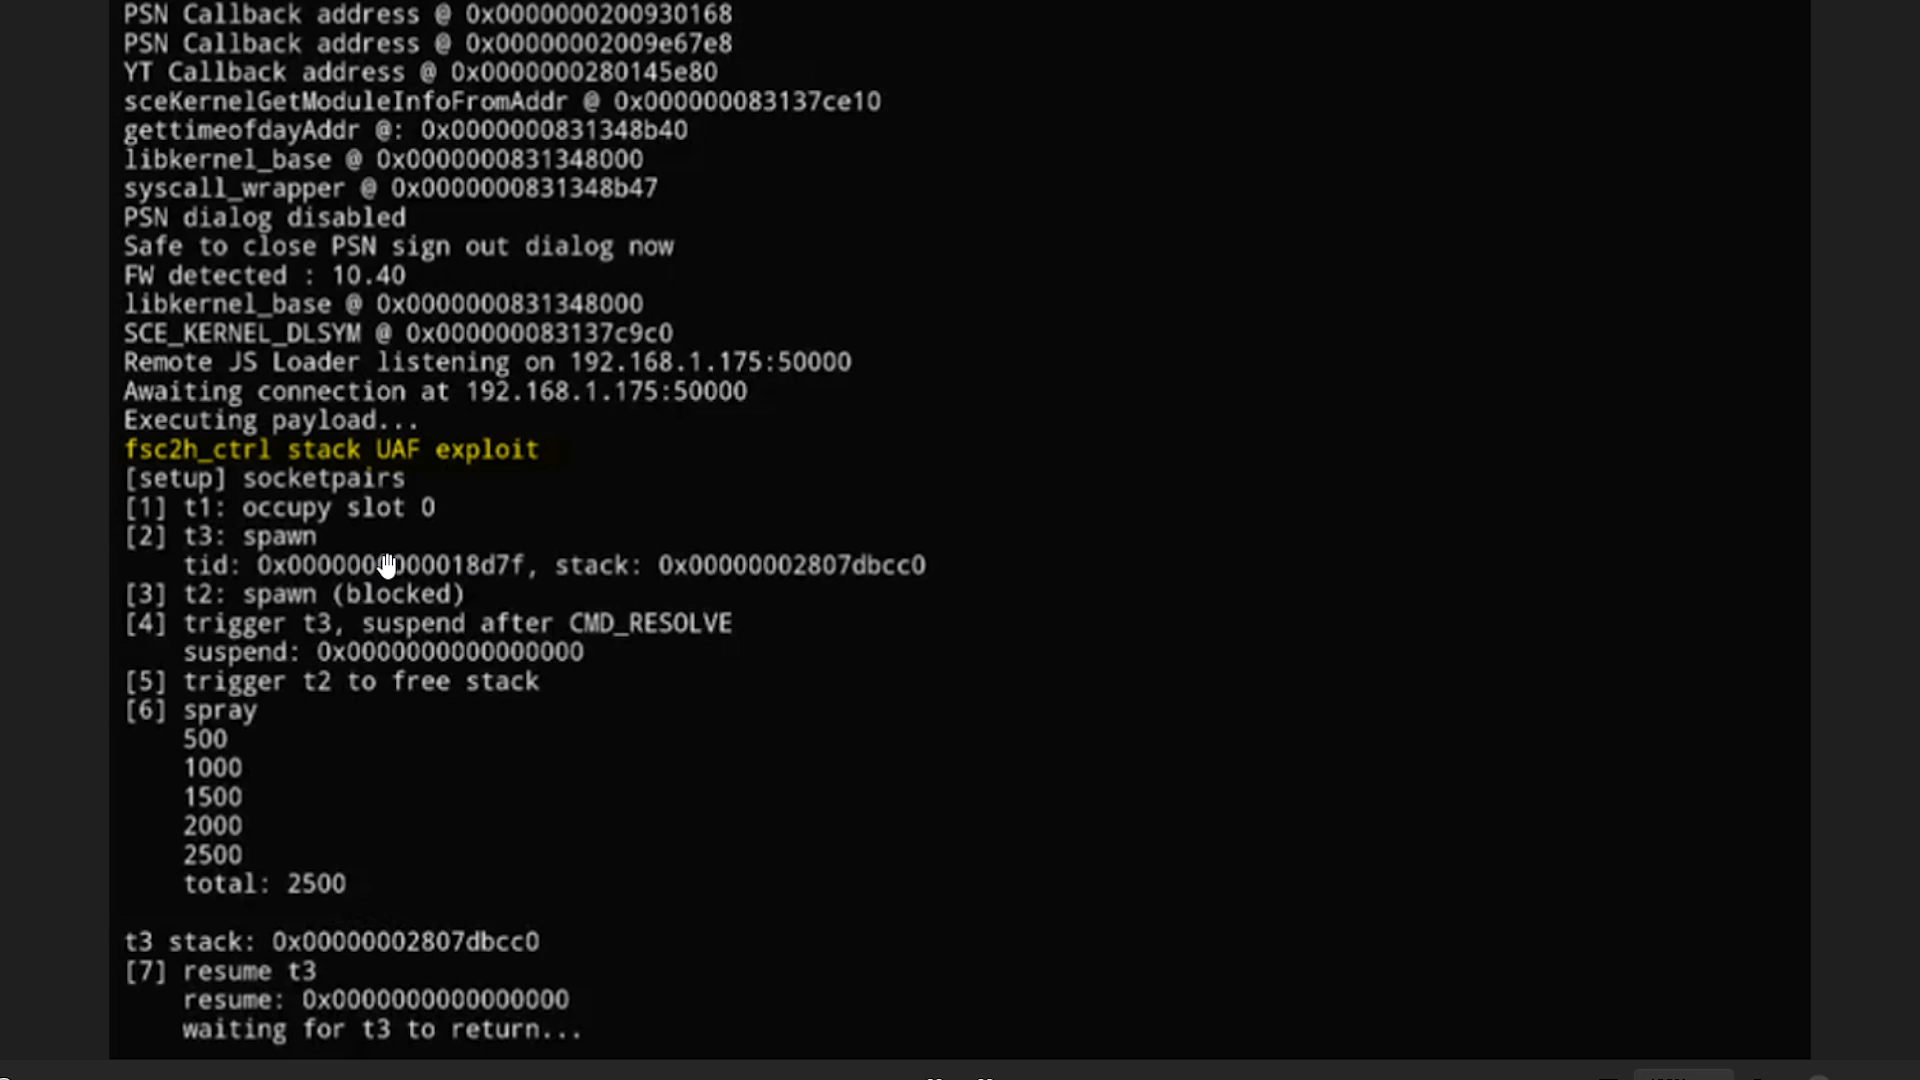 PSN Callback address @ 0x0000000200930168
PSN Callback address @ 0x00000002009e67e8
YT Callback address @ 0x0000000280145e80
sceKernelGetModuleInfoFromAddr @ 0x000000083137ce10
gettimeofdayAddr @: 0x0000000831348b40
libkernel_base @ 0x0000000831348000
syscall_wrapper @ 0x0000000831348b47
PSN dialog disabled
Safe to close PSN sign out dialog now
FW detected : 10.40
libkernel_base @ 0x0000000831348000
SCE_KERNEL_DLSYM @ 0x000000083137c9c0
Remote JS Loader listening on 192.168.1.175:50000
Awaiting connection at 192.168.1.175:50000
Executing payload...
fsc2h_ctrl stack UAF exploit
[setup] socketpairs
[1] t1: occupy slot 0
[2] t3: spawn
tid: 0x0000000000018d7f, stack: 0x00000002807dbcc0
[3] t2: spawn (blocked)
[4] trigger t3, suspend after CMD_RESOLVE
suspend: 0x0000000000000000
[5] trigger t2 to free stack
[6] spray
500
1000
1500
2000
2500
total: 2500
t3 stack: 0x00000002807dbcc0
[7] resume t3
resume: 0x0000000000000000
waiting for t3 to return...